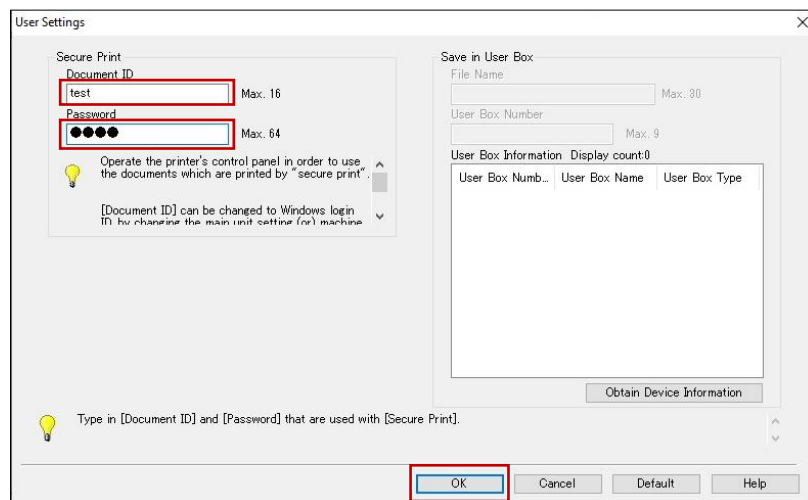 User Settings
Secure Print
Document ID
test
Max. 16
Password
●●●●
Max. 64
Operate the printer's control panel in order to use
the documents which are printed by "secure print".
[Document ID] can be changed to Windows login
ID by changing the main unit setting (or) machine
Save in User Box
File Name
Max. 30
User Box Number
Max. 9
User Box Information Display count:0
User Box Numb... User Box Name User Box Type
Obtain Device Information
Type in [Document ID] and [Password] that are used with [Secure Print].
OK Cancel Default Help